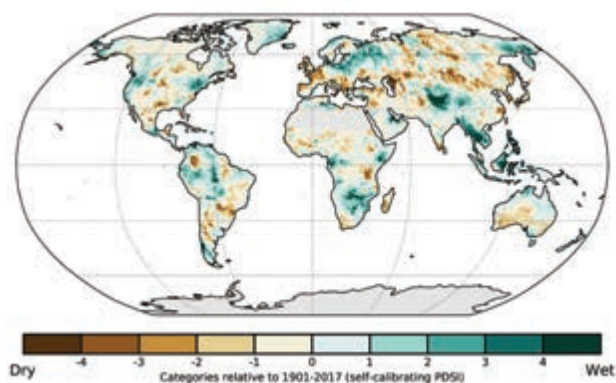 -4 -3 -2 -1 0 1 2 3 4
Dry Categories relative to 1901-2017 (self-calibrating PDSI) Wet